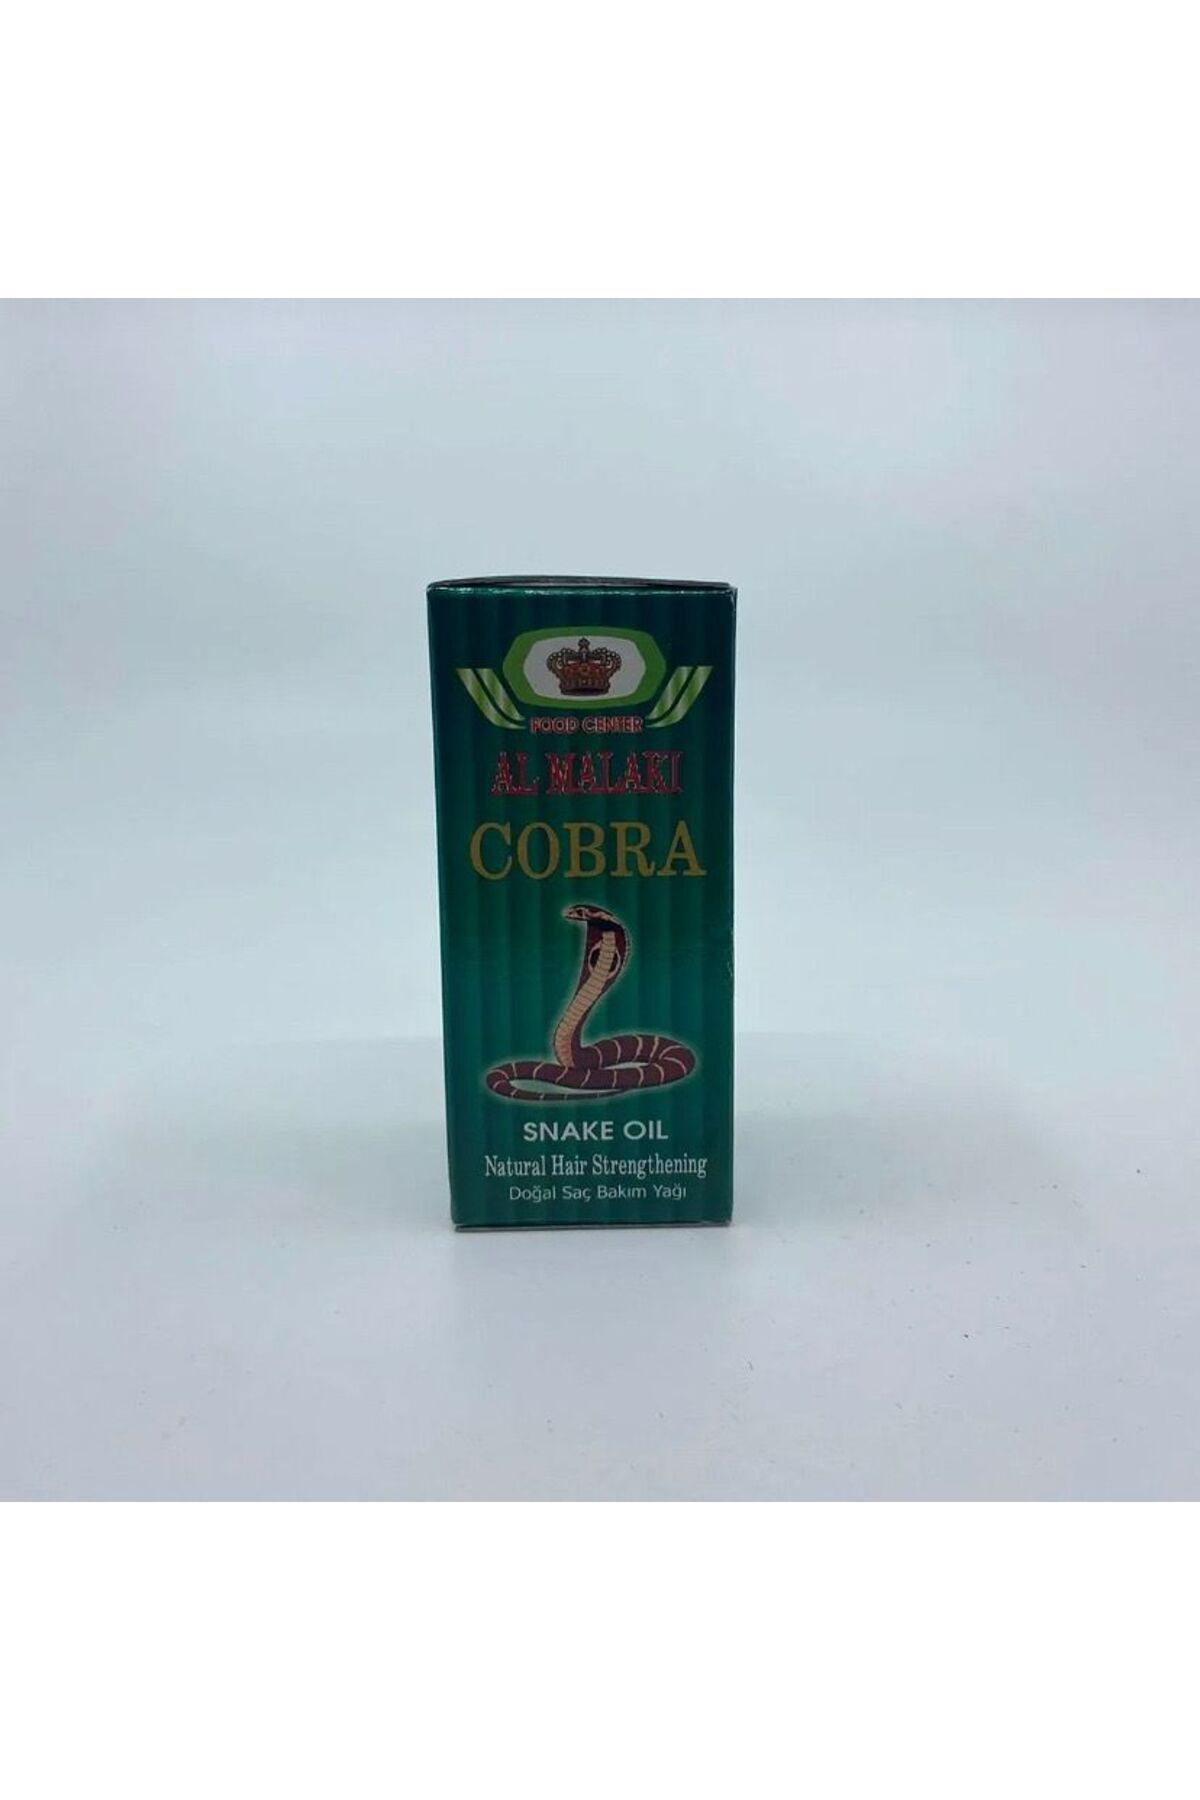 FOOD CENTER
AL MALAKI
COBRA
SNAKE OIL
Natural Hair Strengthening
Doğal Saç Bakım Yağı